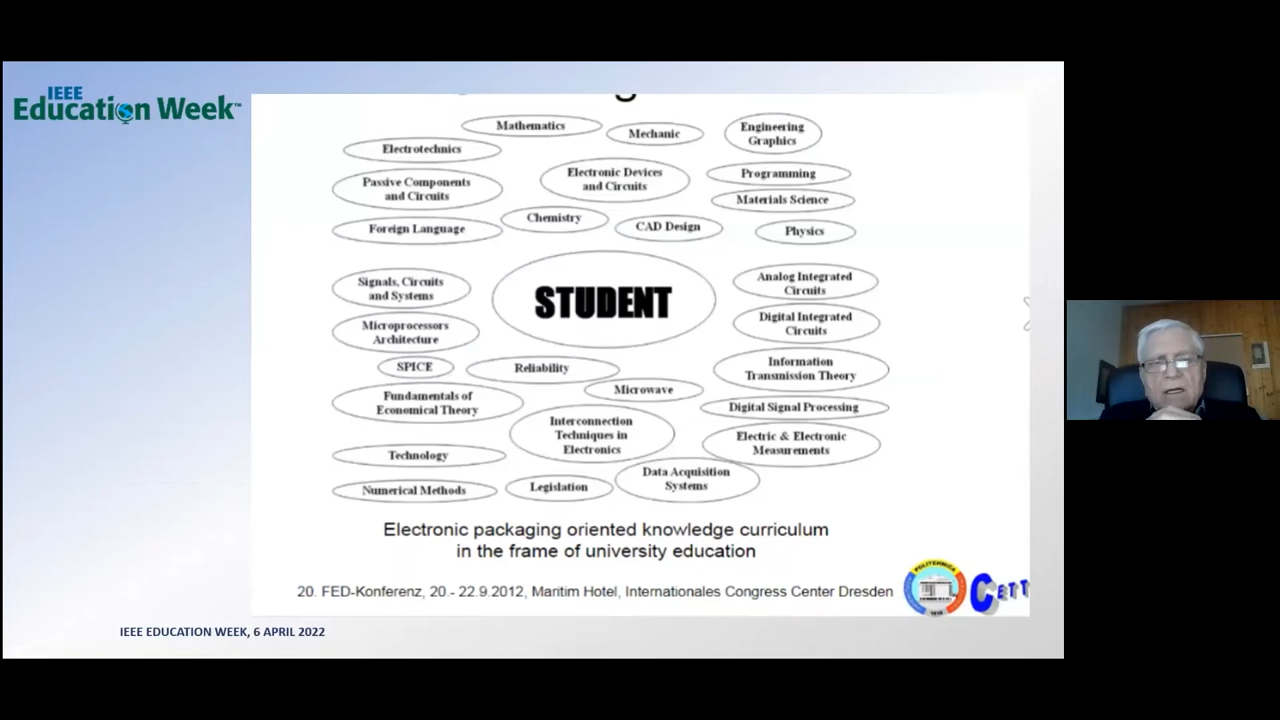 IEEE
Education Week™
Mathematics
Mechanic
Engineering
Graphics
Electrotechnics
Electronic Devices
and Circuits
Programming
Passive Components
and Circuits
Materials Science
Chemistry
CAD Design
Foreign Language
Physics
Signals, Circuits
and Systems
STUDENT
Analog Integrated
Circuits
Microprocessors
Architecture
Digital Integrated
Circuits
SPICE
Reliability
Information
Transmission Theory
Microwave
Fundamentals of
Economical Theory
Digital Signal Processing
Interconnection
Techniques in
Electronics
Electric & Electronic
Measurements
Technology
Data Acquisition
Systems
Numerical Methods
Legislation
Electronic packaging oriented knowledge curriculum
in the frame of university education
20. FED-Konferenz, 20.- 22.9.2012, Maritim Hotel, Internationales Congress Center Dresden
POLITEHNICA
CETT
IEEE EDUCATION WEEK, 6 APRIL 2022